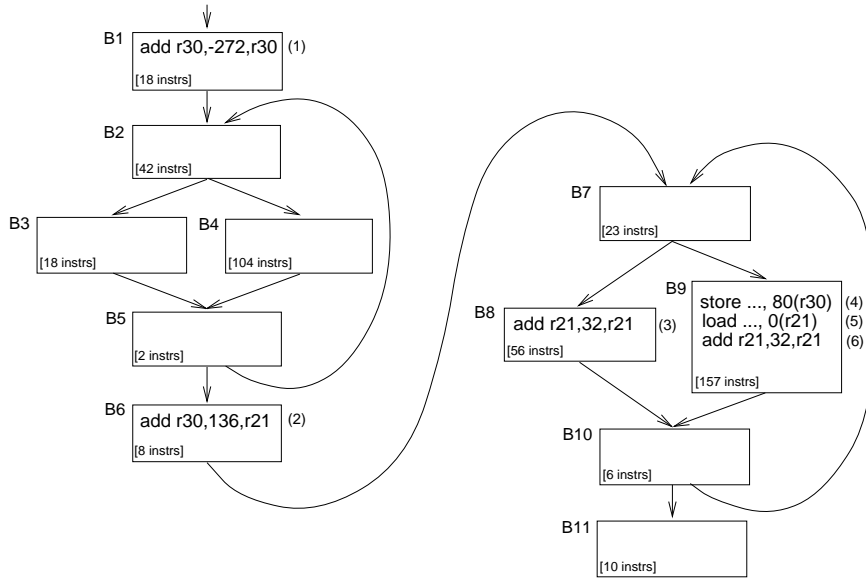 B1
add r30,-272,r30 (1)
[18 instrs]
B2
[42 instrs]
B3
[18 instrs]
B4
[104 instrs]
B5
[2 instrs]
B6
add r30,136,r21 (2)
[8 instrs]
B7
[23 instrs]
B8
add r21,32,r21 (3)
[56 instrs]
B9
store ..., 80(r30) (4)
load ..., 0(r21) (5)
add r21,32,r21 (6)
[157 instrs]
B10
[6 instrs]
B11
[10 instrs]